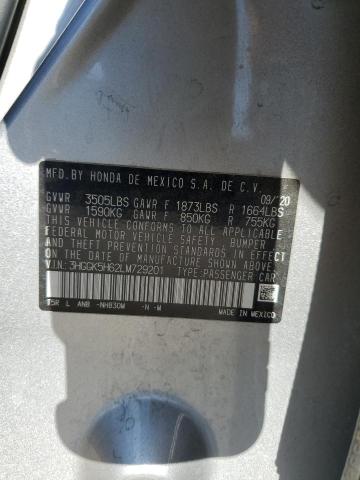 MFD.BY HONDA DE MEXICO S.A. DE C.V.
09/20
GVWR 3505LBS GAWR F 1873LBS R 1664LBS
GVWR 1590KG GAWR F 850KG R 755KG
THIS VEHICLE CONFORMS TO ALL APPLICABLE
FEDERAL MOTOR VEHICLE SAFETY, BUMPER
AND THEFT PREVENTION STANDARDS IN EFFECT
ON THE DATE OF MANUFACTURE SHOWN ABOVE.
VIN: 3HGGK5H62LM729201 TYPE: PASSENGER CAR
T5R L ANB -NH830M -N -M
MADE IN MEXICO